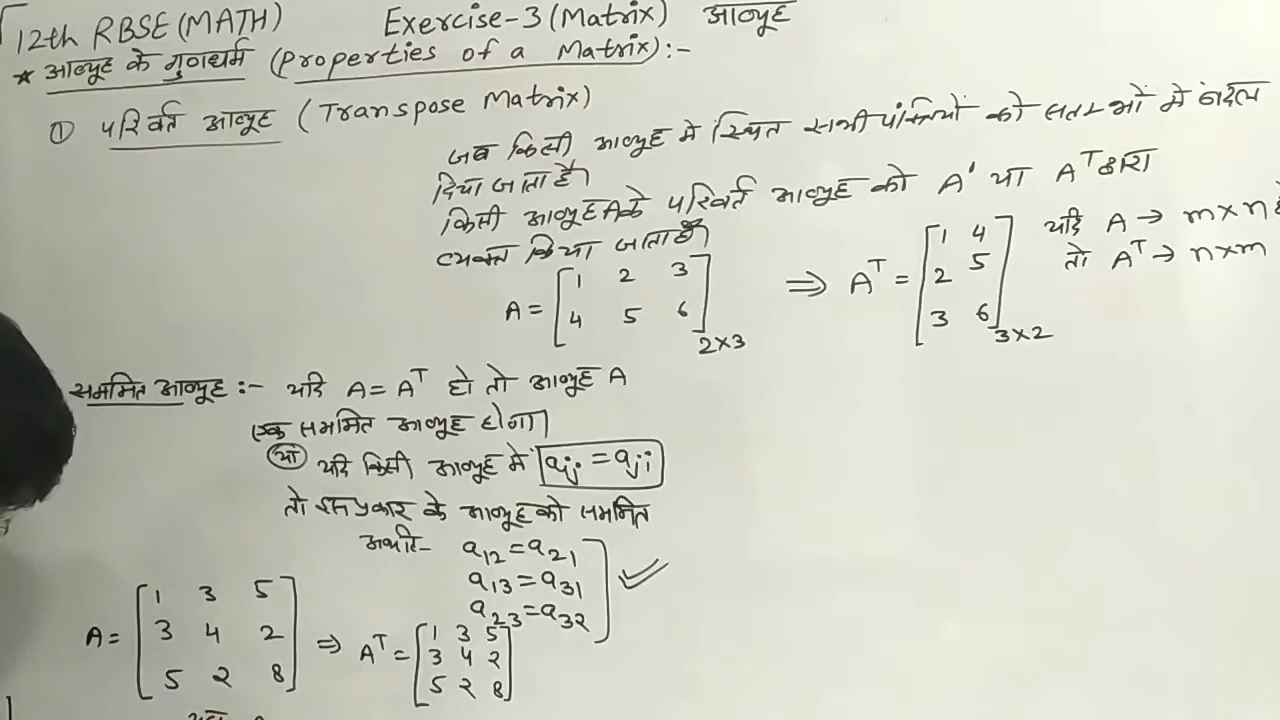 12th RBSE (MATH) Exercise-3 (Matrix) आव्यूह
* आव्यूह के गुणधर्म (Properties of a Matrix):-
① परिवर्त आव्यूह (Transpose Matrix)
जब किसी आव्यूह मे स्थित सभी पंक्तियों को स्तम्भों में बदल
दिया जाता है।
किसी आव्यूह A के परिवर्त आव्यूह को A' या A^T द्वारा
व्यक्त किया जाता है।
यदि A → m×n है
तो A^T → n×m
A = [1 2 3
4 5 6] 2×3
⇒ A^T = [1 4
2 5
3 6] 3×2
सममित आव्यूह :- यदि A = A^T हो तो आव्यूह A
एक सममित आव्यूह होगा।
(या) यदि किसी आव्यूह मे aij = aji
तो इस प्रकार के आव्यूह को सममित
अर्थात- a12 = a21
a13 = a31
a23 = a32
A = [1 3 5
3 4 2
5 2 8]
⇒ A^T = [1 3 5
3 4 2
5 2 8]